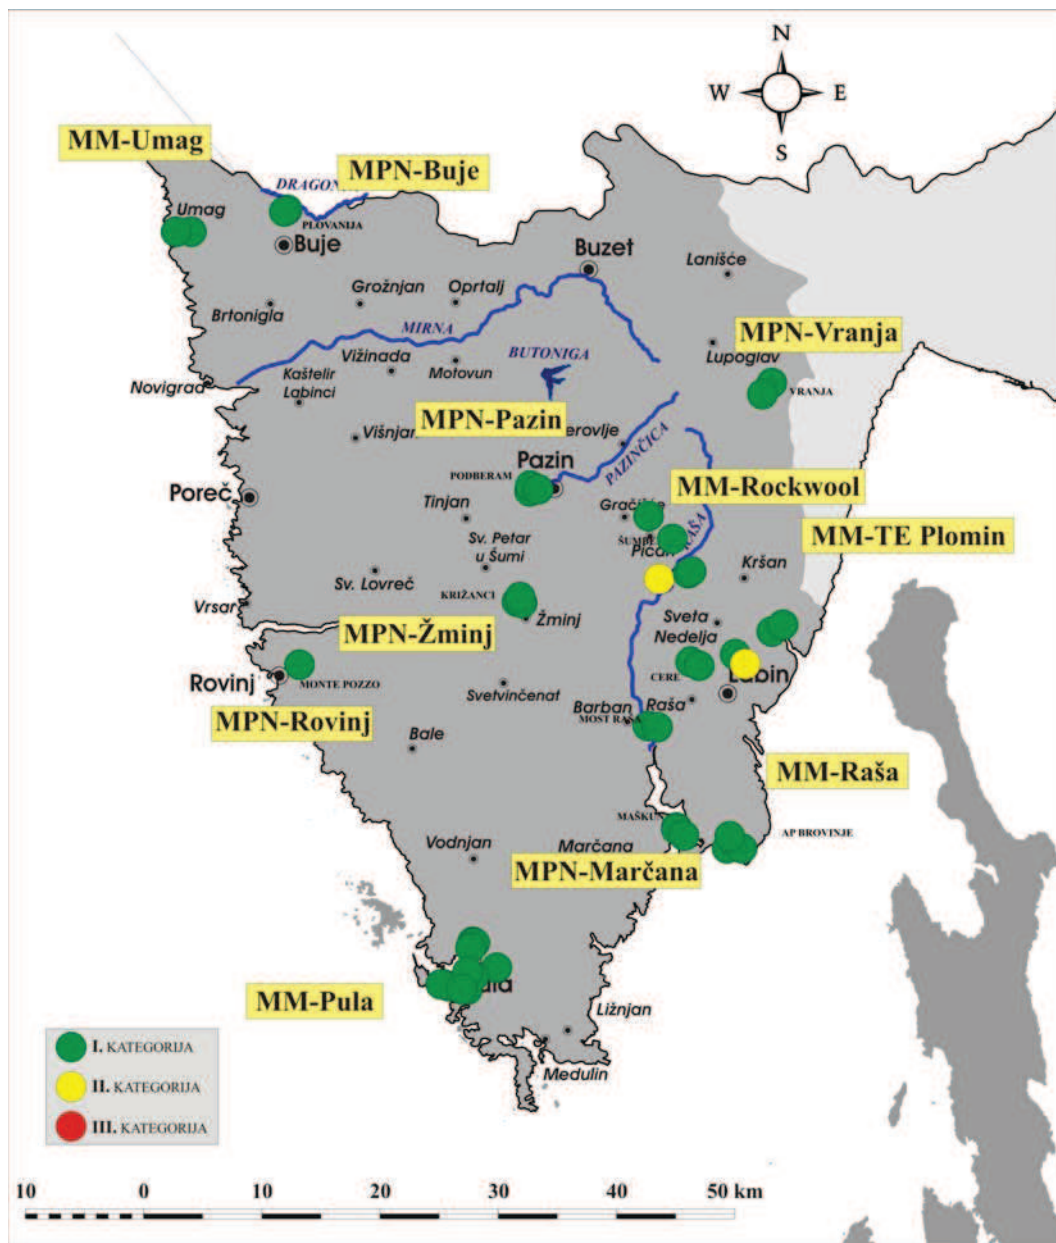 N
W
E
S
MM-Umag
MPN-Buje
Umag
PLOVANIJA
Buje
Buzet
Lanišće
Grožnjan
Oprtalj
Brtonigla
MIRNA
MPN-Vranja
Vižinada
BUTONIGA
Lupoglav
Novigrad
Kaštelir
Labinci
Motovun
VRANJA
MPN-Pazin
Višnjan
PAZINČICA
Pazin
PODBERAM
MM-Rockwool
Poreč
Tinjan
Gračišće
MM-TE Plomin
Sv. Petar
u Šumi
Kršan
Sv. Lovreč
KRIŽANCI
Vrsar
Žminj
Sveta
Nedelja
MPN-Žminj
CERE
Labin
Rovinj
MONTE POZZO
Svetvinčenat
Barban
Raša
MPN-Rovinj
MOST RAŠA
Bale
MM-Raša
MAŠKUN
AP BROVINJE
Vodnjan
Marčana
MPN-Marčana
MM-Pula
Ližnjan
Medulin
I. KATEGORIJA
II. KATEGORIJA
III. KATEGORIJA
10 0 10 20 30 40 50 km